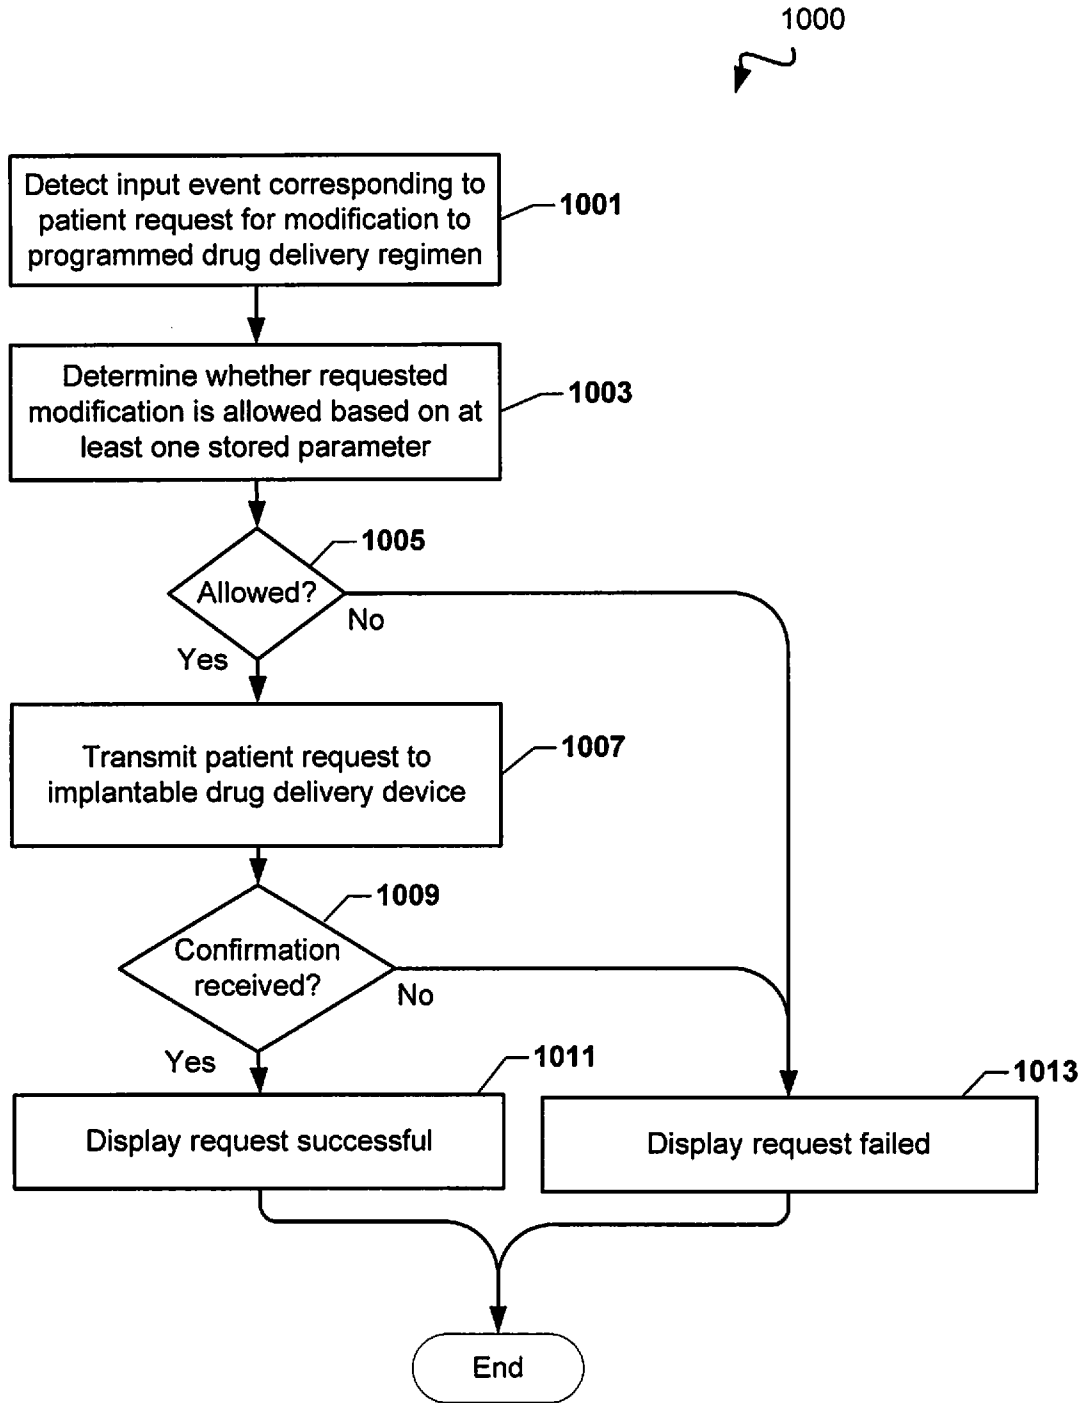 1000
Detect input event corresponding to
patient request for modification to
programmed drug delivery regimen
1001
Determine whether requested
modification is allowed based on at
least one stored parameter
1003
1005
Allowed?
No
Yes
Transmit patient request to
implantable drug delivery device
1007
1009
Confirmation
received?
No
Yes
1011
Display request successful
1013
Display request failed
End